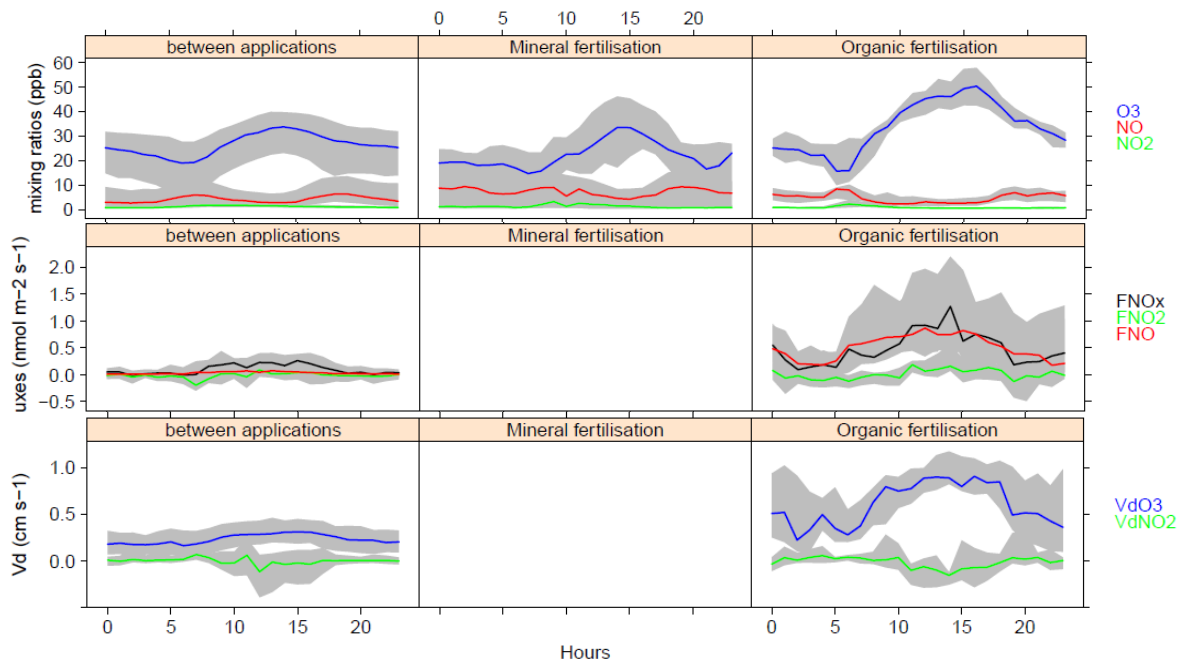 0 5 10 15 20
between applications Mineral fertilisation Organic fertilisation
mixing ratios (ppb)
60
50
40
30
20
10
0
O3
NO
NO2
between applications Mineral fertilisation Organic fertilisation
uxes (nmol m-2 s-1)
2.0
1.5
1.0
0.5
0.0
−0.5
FNOx
FNO2
FNO
between applications Mineral fertilisation Organic fertilisation
Vd (cm s-1)
1.0
0.5
0.0
VdO3
VdNO2
0 5 10 15 20 0 5 10 15 20
Hours